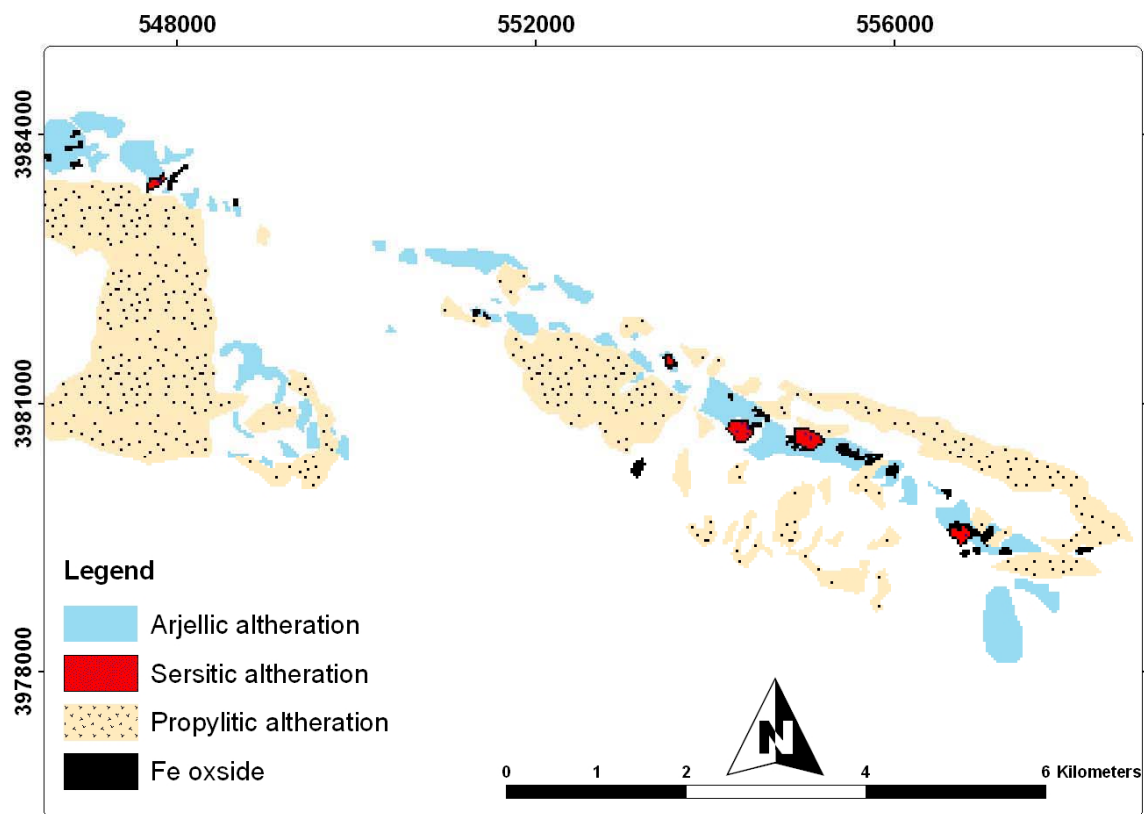 548000 552000 556000
3984000
3981000
3978000
Legend
Arjellic altheration
Sersitic altheration
Propylitic altheration
Fe oxside
N
0 1 2 4 6 Kilometers